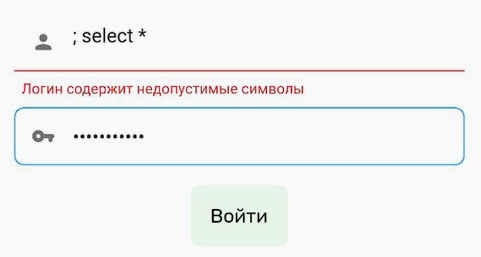 ; select *
Логин содержит недопустимые символы
•••••••••••
Войти